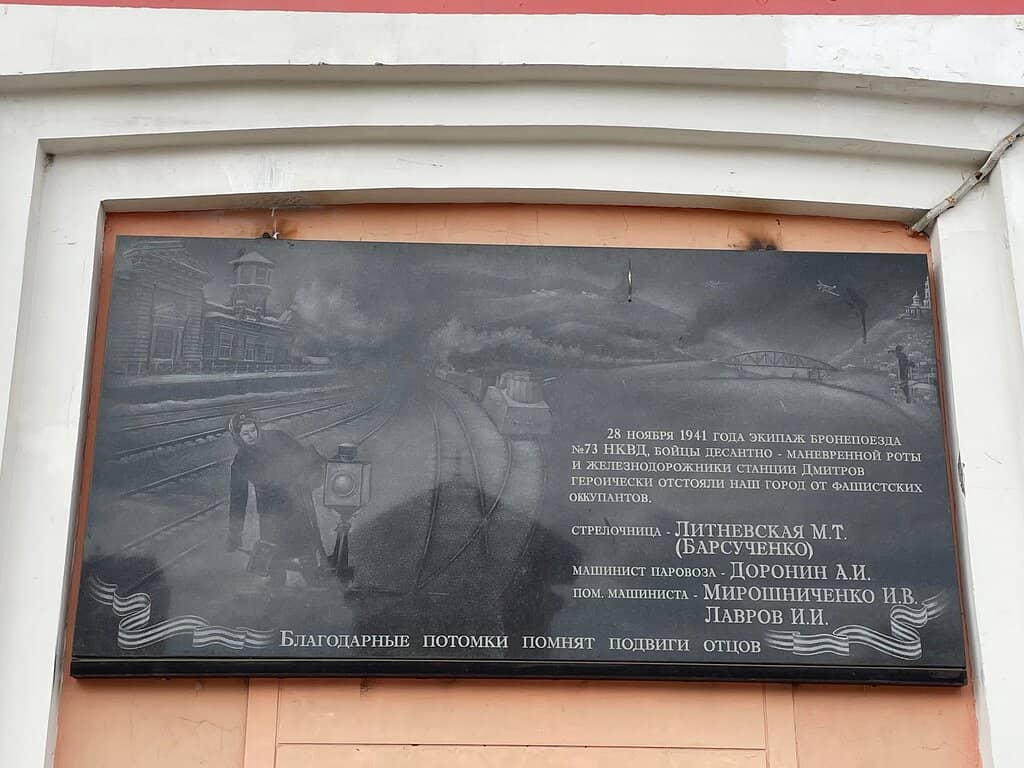 28 ноября 1941 года экипаж бронепоезда
№73 НКВД, бойцы десантно - маневренной роты
и железнодорожники станции Дмитров
героически отстояли наш город от фашистских
оккупантов.
стрелочница - Литневская М.Т.
(Барсученко)
машинист паровоза - Доронин А.И.
пом. машиниста - Мирошниченко И.В.
Лавров И.И.
Благодарные потомки помнят подвиги отцов